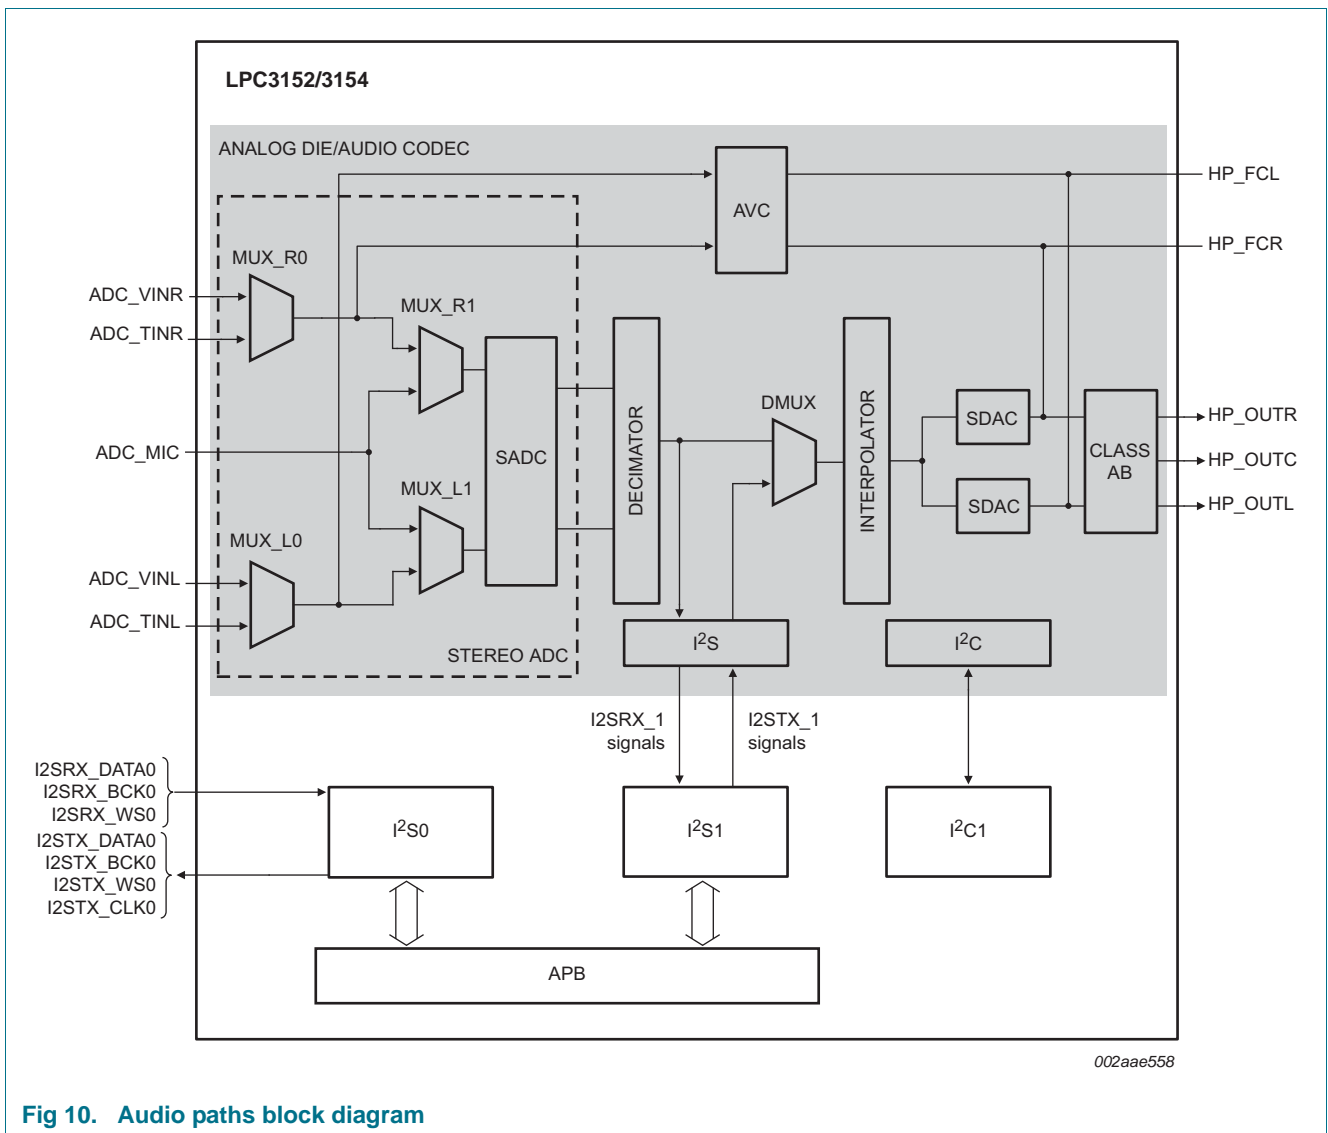 LPC3152/3154
ANALOG DIE/AUDIO CODEC
AVC
HP_FCL
HP_FCR
MUX_R0
ADC_VINR
ADC_TINR
MUX_R1
ADC_MIC
SADC
MUX_L1
MUX_L0
ADC_VINL
ADC_TINL
STEREO ADC
DECIMATOR
DMUX
INTERPOLATOR
SDAC
SDAC
CLASS
AB
HP_OUTR
HP_OUTC
HP_OUTL
I²S
I²C
I2SRX_1
signals
I2STX_1
signals
I2SRX_DATA0
I2SRX_BCK0
I2SRX_WS0
I2STX_DATA0
I2STX_BCK0
I2STX_WS0
I2STX_CLK0
I²S0
I²S1
I²C1
APB
002aae558
Fig 10. Audio paths block diagram